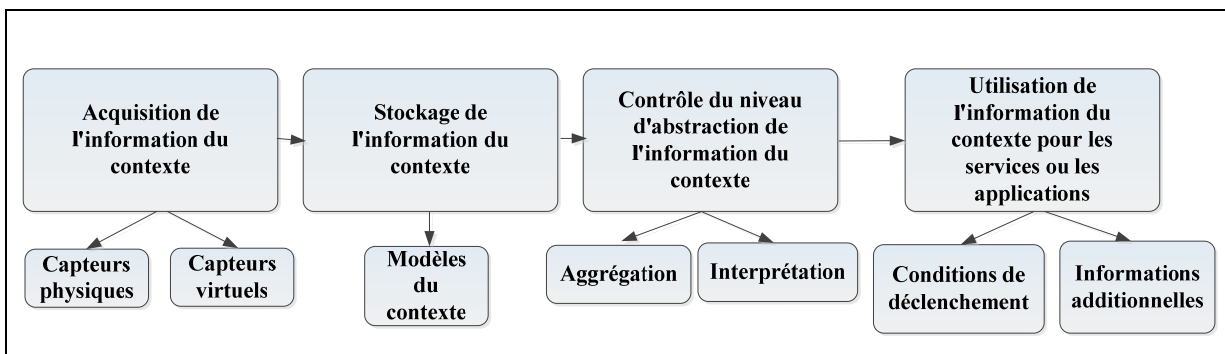 Acquisition de
l'information du
contexte
Stockage de
l'information du
contexte
Contrôle du niveau
d'abstraction de
l'information du
contexte
Utilisation de
l'information du
contexte pour les
services ou les
applications
Capteurs
physiques
Capteurs
virtuels
Modèles
du
contexte
Aggrégation
Interprétation
Conditions de
déclenchement
Informations
additionnelles